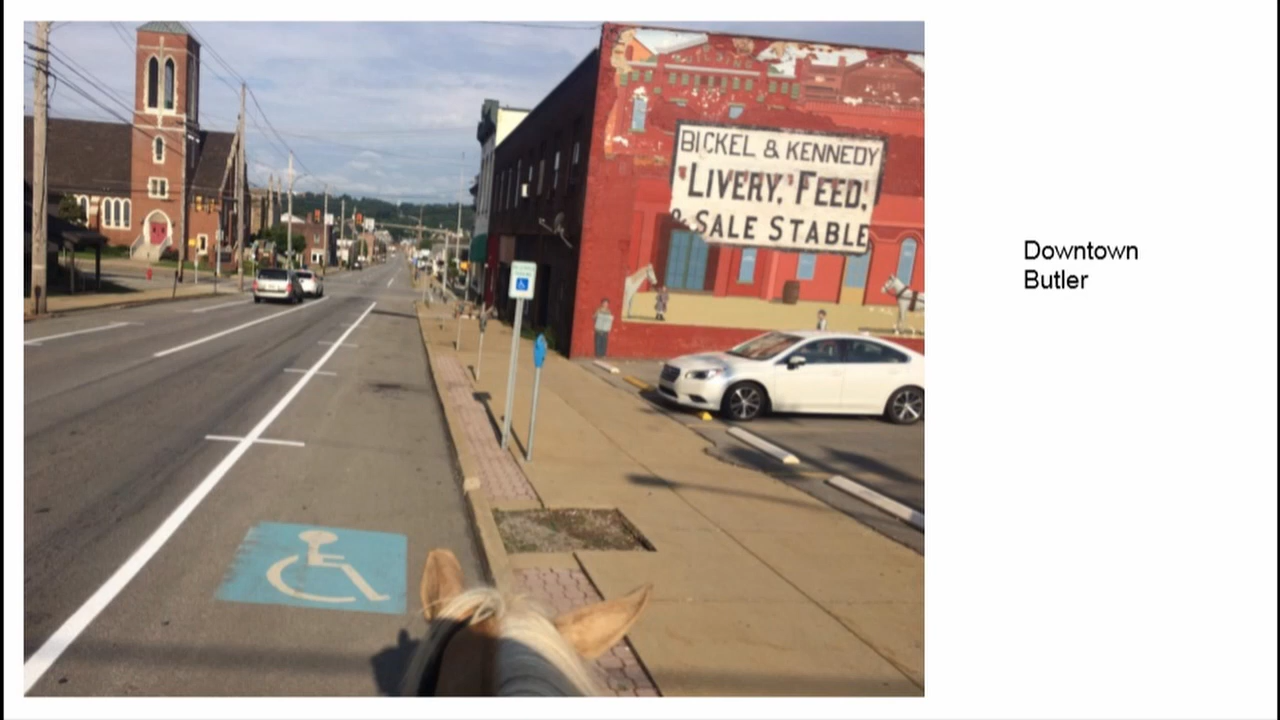 BICKEL & KENNEDY
LIVERY, FEED,
& SALE STABLE
Downtown
Butler